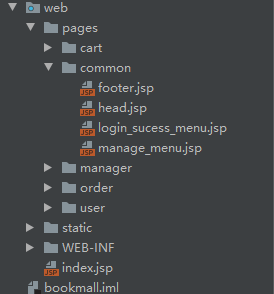 web
pages
cart
common
JSP footer.jsp
JSP head.jsp
JSP login_sucess_menu.jsp
JSP manage_menu.jsp
manager
order
user
static
WEB-INF
JSP index.jsp
bookmall.iml